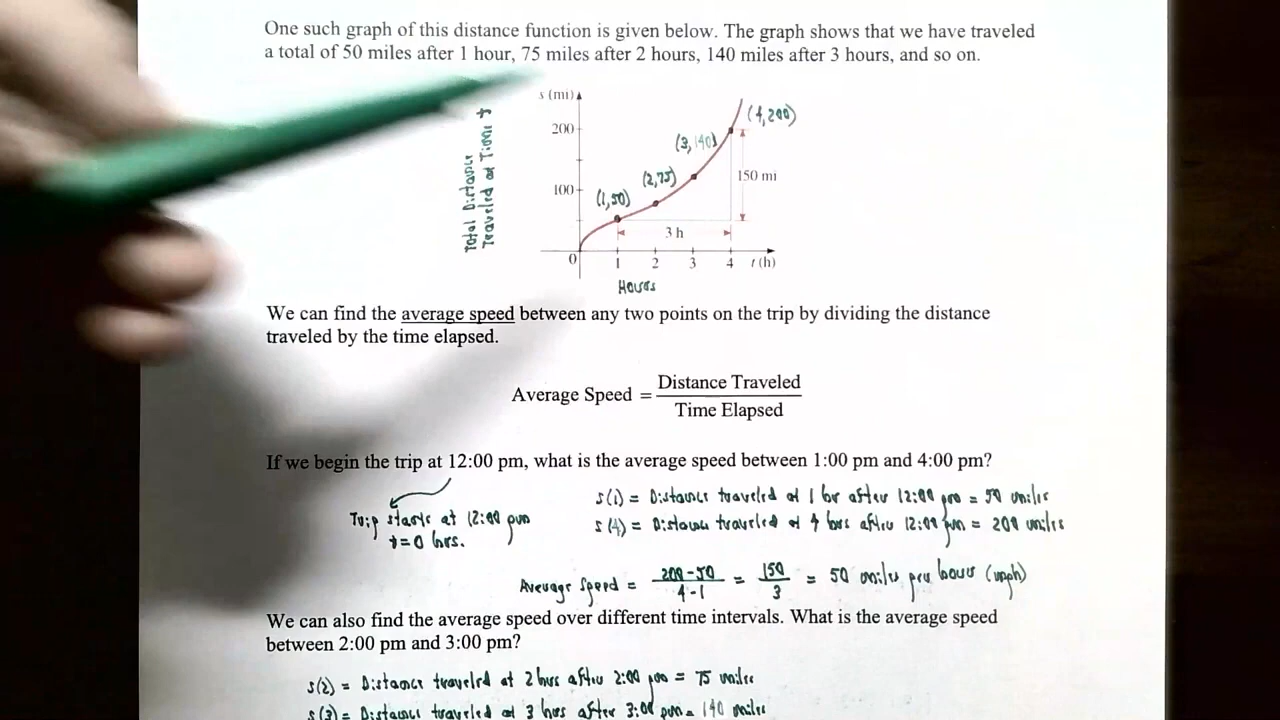 One such graph of this distance function is given below. The graph shows that we have traveled
a total of 50 miles after 1 hour, 75 miles after 2 hours, 140 miles after 3 hours, and so on.
s (mi)
200
100
0
1 2 3 4 t (h)
Hours
Total Distance
Traveled at Time t
(1,50)
(2,75)
(3,140)
(4,200)
150 mi
3 h
We can find the average speed between any two points on the trip by dividing the distance
traveled by the time elapsed.
Average Speed = Distance Traveled / Time Elapsed
If we begin the trip at 12:00 pm, what is the average speed between 1:00 pm and 4:00 pm?
Trip starts at 12:00 pm
t=0 hrs.
s(1) = Distance traveled at 1 hr after 12:00 pm = 50 miles
s(4) = Distance traveled at 4 hrs after 12:00 pm = 200 miles
Average Speed = 200-50 / 4-1 = 150 / 3 = 50 miles per hour (mph)
We can also find the average speed over different time intervals. What is the average speed
between 2:00 pm and 3:00 pm?
s(2) = Distance traveled at 2 hrs after 2:00 pm = 75 miles
s(3) = Distance traveled at 3 hrs after 3:00 pm = 140 miles